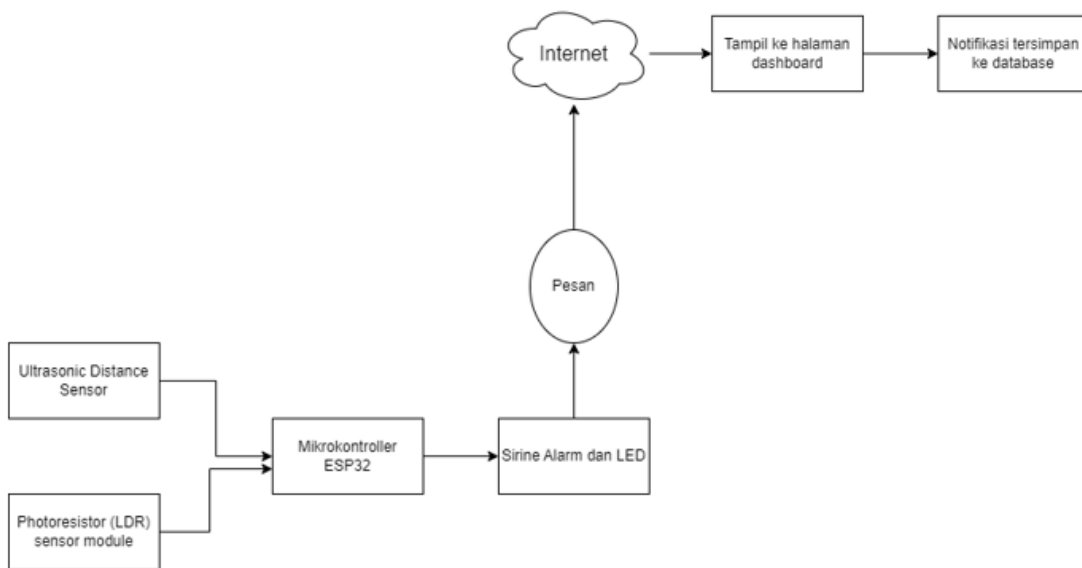 Internet
Tampil ke halaman
dashboard
Notifikasi tersimpan
ke database
Pesan
Ultrasonic Distance
Sensor
Mikrokontroller
ESP32
Sirine Alarm dan LED
Photoresistor (LDR)
sensor module